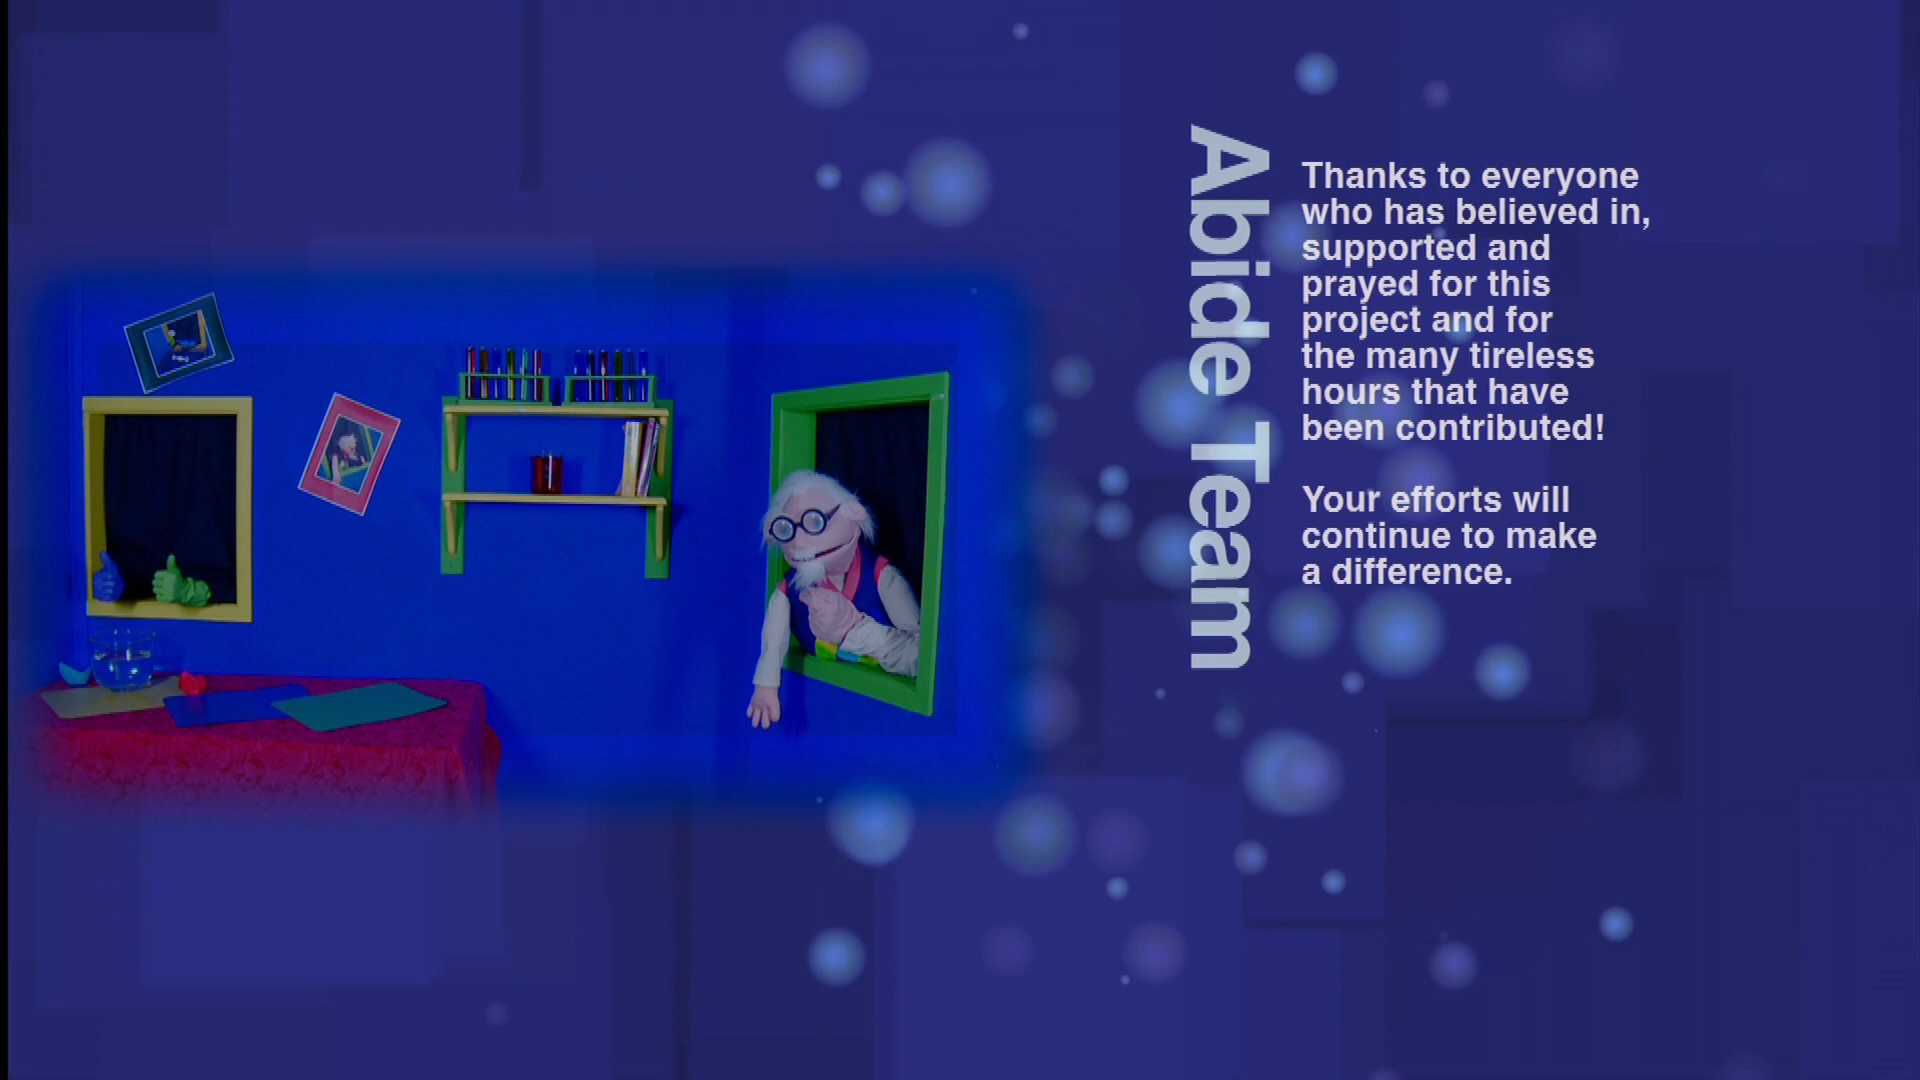 Abide Team
Thanks to everyone
who has believed in,
supported and
prayed for this
project and for
the many tireless
hours that have
been contributed!
Your efforts will
continue to make
a difference.